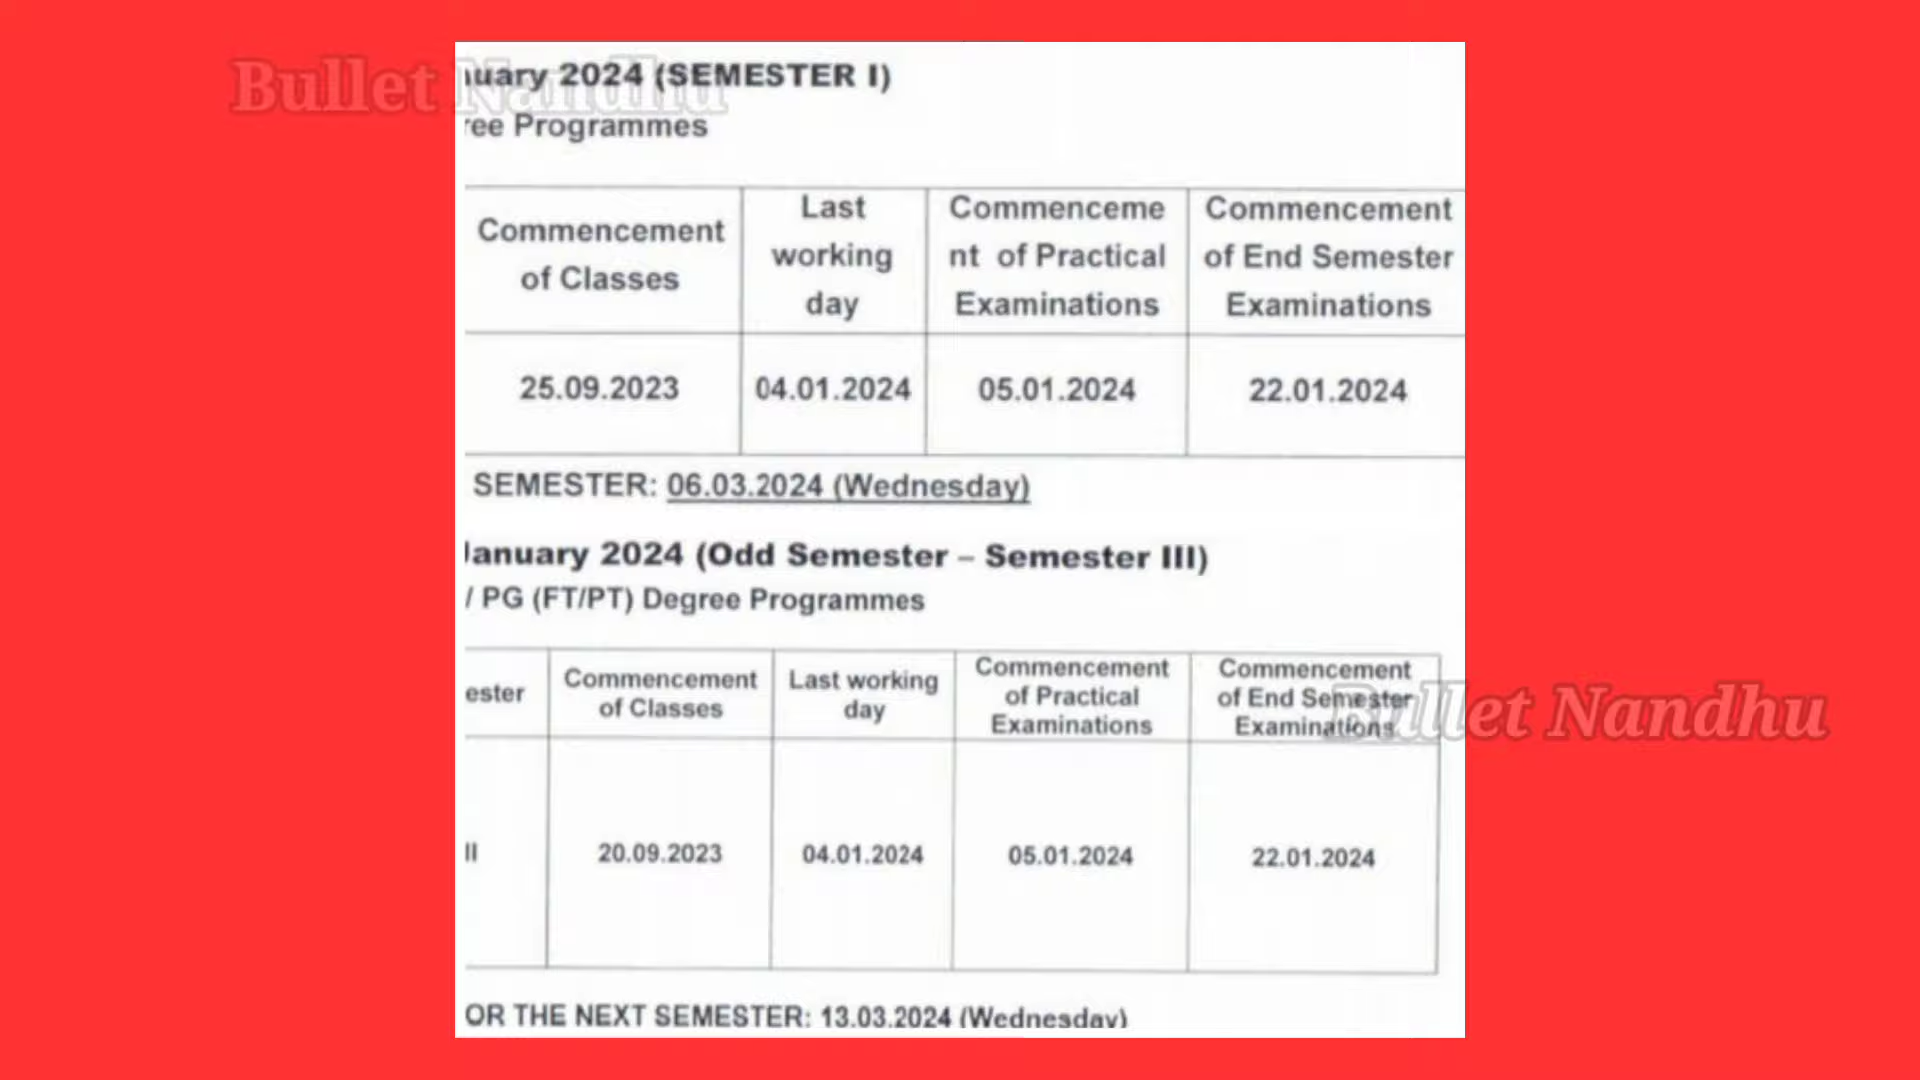 Bullet Nandhu
nuary 2024 (SEMESTER I)
ree Programmes
Commencement
of Classes
Last
working
day
Commenceme
nt of Practical
Examinations
Commencement
of End Semester
Examinations
25.09.2023
04.01.2024
05.01.2024
22.01.2024
SEMESTER: 06.03.2024 (Wednesday)
January 2024 (Odd Semester – Semester III)
/ PG (FT/PT) Degree Programmes
ester
Commencement
of Classes
Last working
day
Commencement
of Practical
Examinations
Commencement
of End Semester
Examinations
Bullet Nandhu
II
20.09.2023
04.01.2024
05.01.2024
22.01.2024
OR THE NEXT SEMESTER: 13.03.2024 (Wednesday)